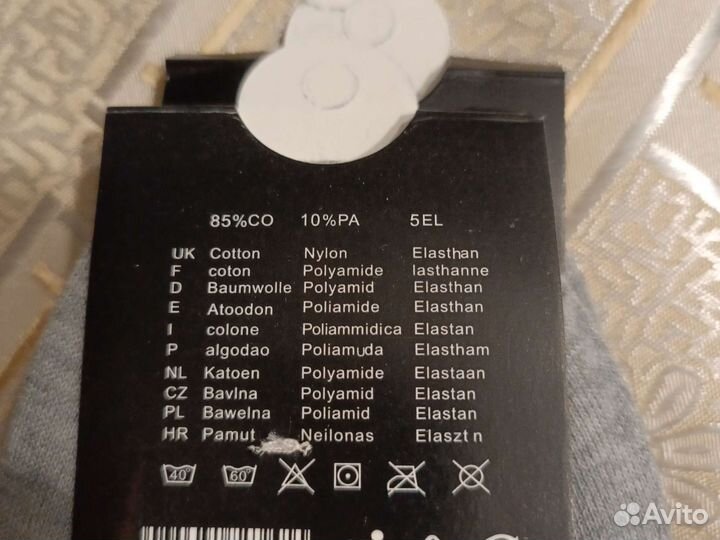 85%CO 10%PA 5EL
UK Cotton Nylon Elasthan
F coton Polyamide lasthanne
D Baumwolle Polyamid Elasthan
E Atoodon Poliamide Elasthan
I colone Poliammidica Elastan
P algodao Poliamuda Elastham
NL Katoen Polyamide Elastaan
CZ Bavlna Polyamid Elastan
PL Bawelna Poliamid Elastan
HR Pamut Neilonas Elasztn
40° 60°
Avito